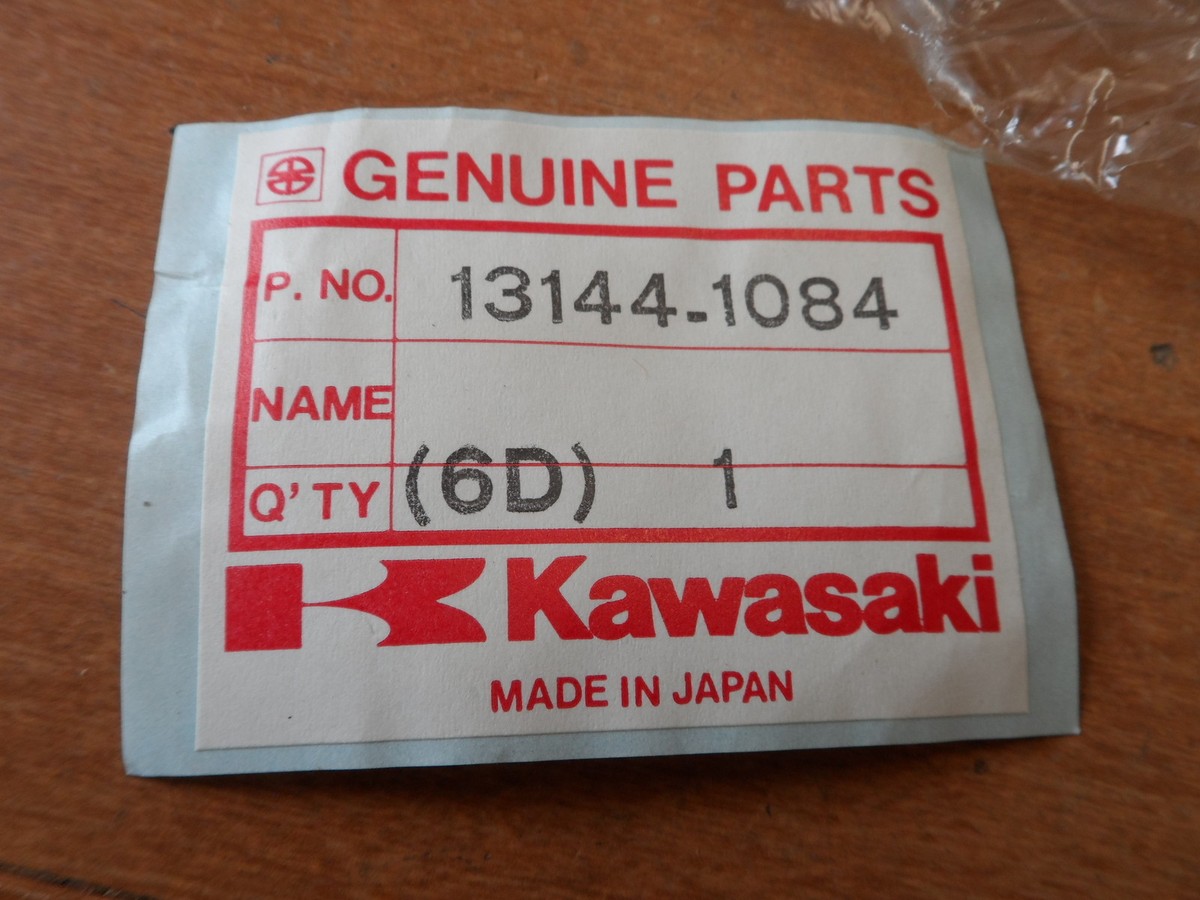 GENUINE PARTS
P. NO. 13144-1084
NAME
Q'TY (6D) 1
Kawasaki
MADE IN JAPAN